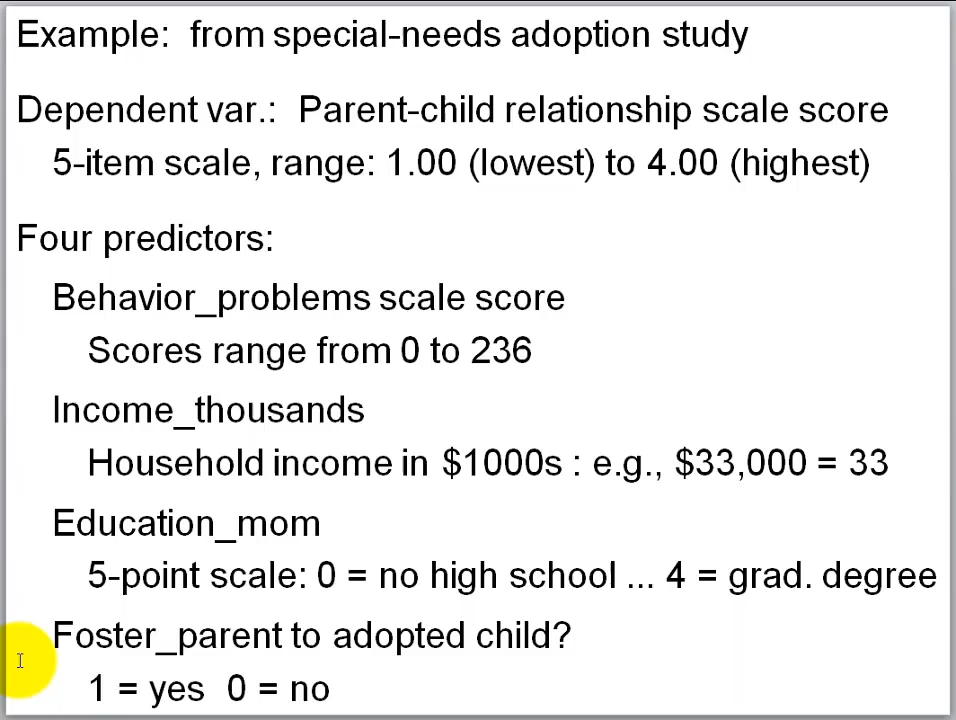 Example: from special-needs adoption study
Dependent var.: Parent-child relationship scale score
5-item scale, range: 1.00 (lowest) to 4.00 (highest)
Four predictors:
Behavior_problems scale score
Scores range from 0 to 236
Income_thousands
Household income in $1000s : e.g., $33,000 = 33
Education_mom
5-point scale: 0 = no high school ... 4 = grad. degree
Foster_parent to adopted child?
1 = yes 0 = no